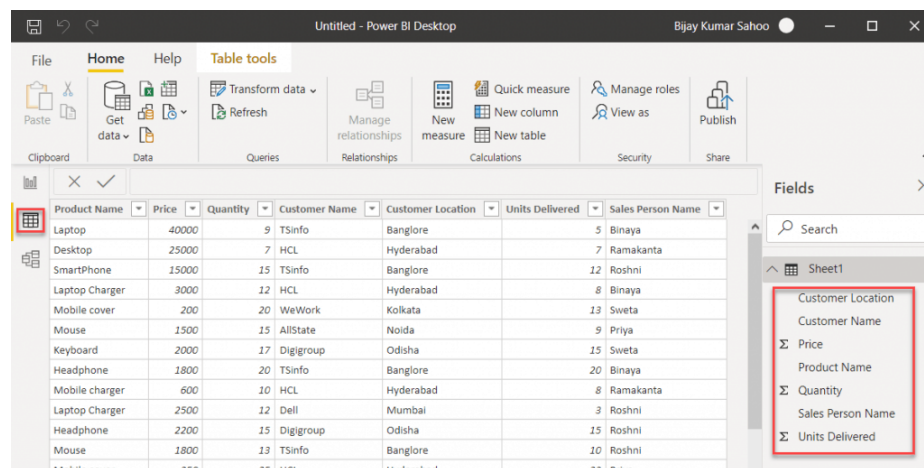 Untitled - Power BI Desktop
Bijay Kumar Sahoo
File Home Help Table tools
Paste
Get data
Transform data
Refresh
Manage relationships
New measure
Quick measure
New column
New table
Manage roles
View as
Publish
Clipboard Data Queries Relationships Calculations Security Share
Product Name Price Quantity Customer Name Customer Location Units Delivered Sales Person Name
Laptop 40000 9 TSinfo Banglore 5 Binaya
Desktop 25000 7 HCL Hyderabad 7 Ramakanta
SmartPhone 15000 15 TSinfo Banglore 12 Roshni
Laptop Charger 3000 12 HCL Hyderabad 8 Binaya
Mobile cover 200 20 WeWork Kolkata 13 Sweta
Mouse 1500 15 AllState Noida 9 Priya
Keyboard 2000 17 Digigroup Odisha 15 Sweta
Headphone 1800 20 TSinfo Banglore 20 Binaya
Mobile charger 600 10 HCL Hyderabad 8 Ramakanta
Laptop Charger 2500 12 Dell Mumbai 3 Roshni
Headphone 2200 15 Digigroup Odisha 15 Roshni
Mouse 1800 13 TSinfo Banglore 10 Roshni
Fields
Search
Sheet1
Customer Location
Customer Name
Σ Price
Product Name
Σ Quantity
Sales Person Name
Σ Units Delivered